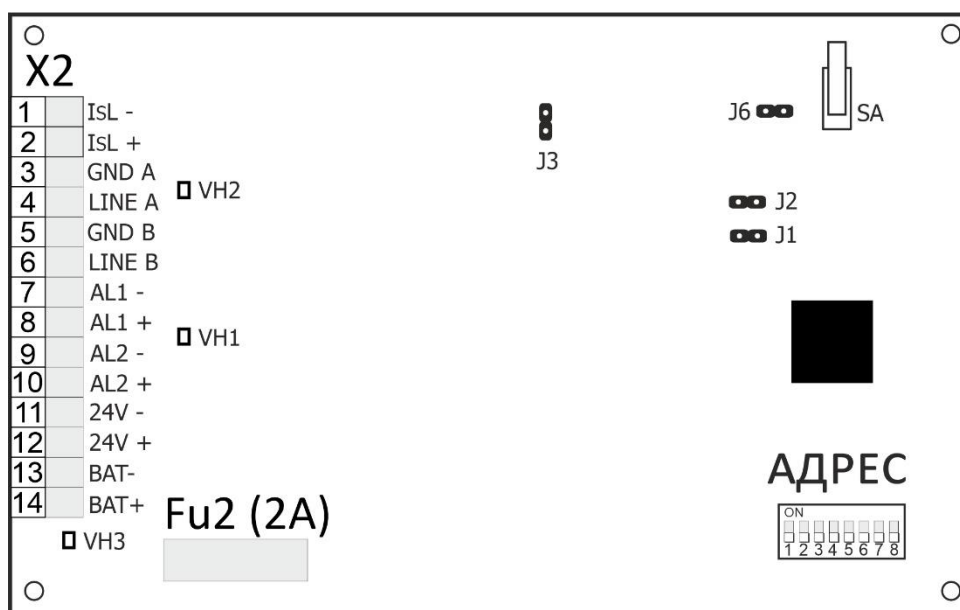 X2
1 IsL -
2 IsL +
3 GND A
4 LINE A
5 GND B
6 LINE B
7 AL1 -
8 AL1 +
9 AL2 -
10 AL2 +
11 24V -
12 24V +
13 BAT-
14 BAT+
VH2
VH1
VH3
Fu2 (2A)
J3
J6
SA
J2
J1
АДРЕС
ON
1 2 3 4 5 6 7 8